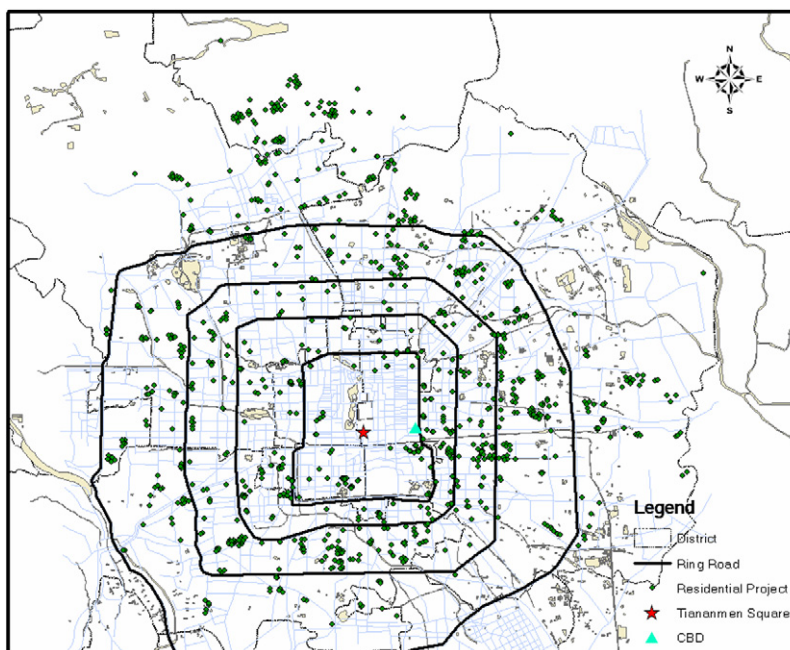 N
W E
S
Legend
District
Ring Road
Residential Project
Tiananmen Square
CBD